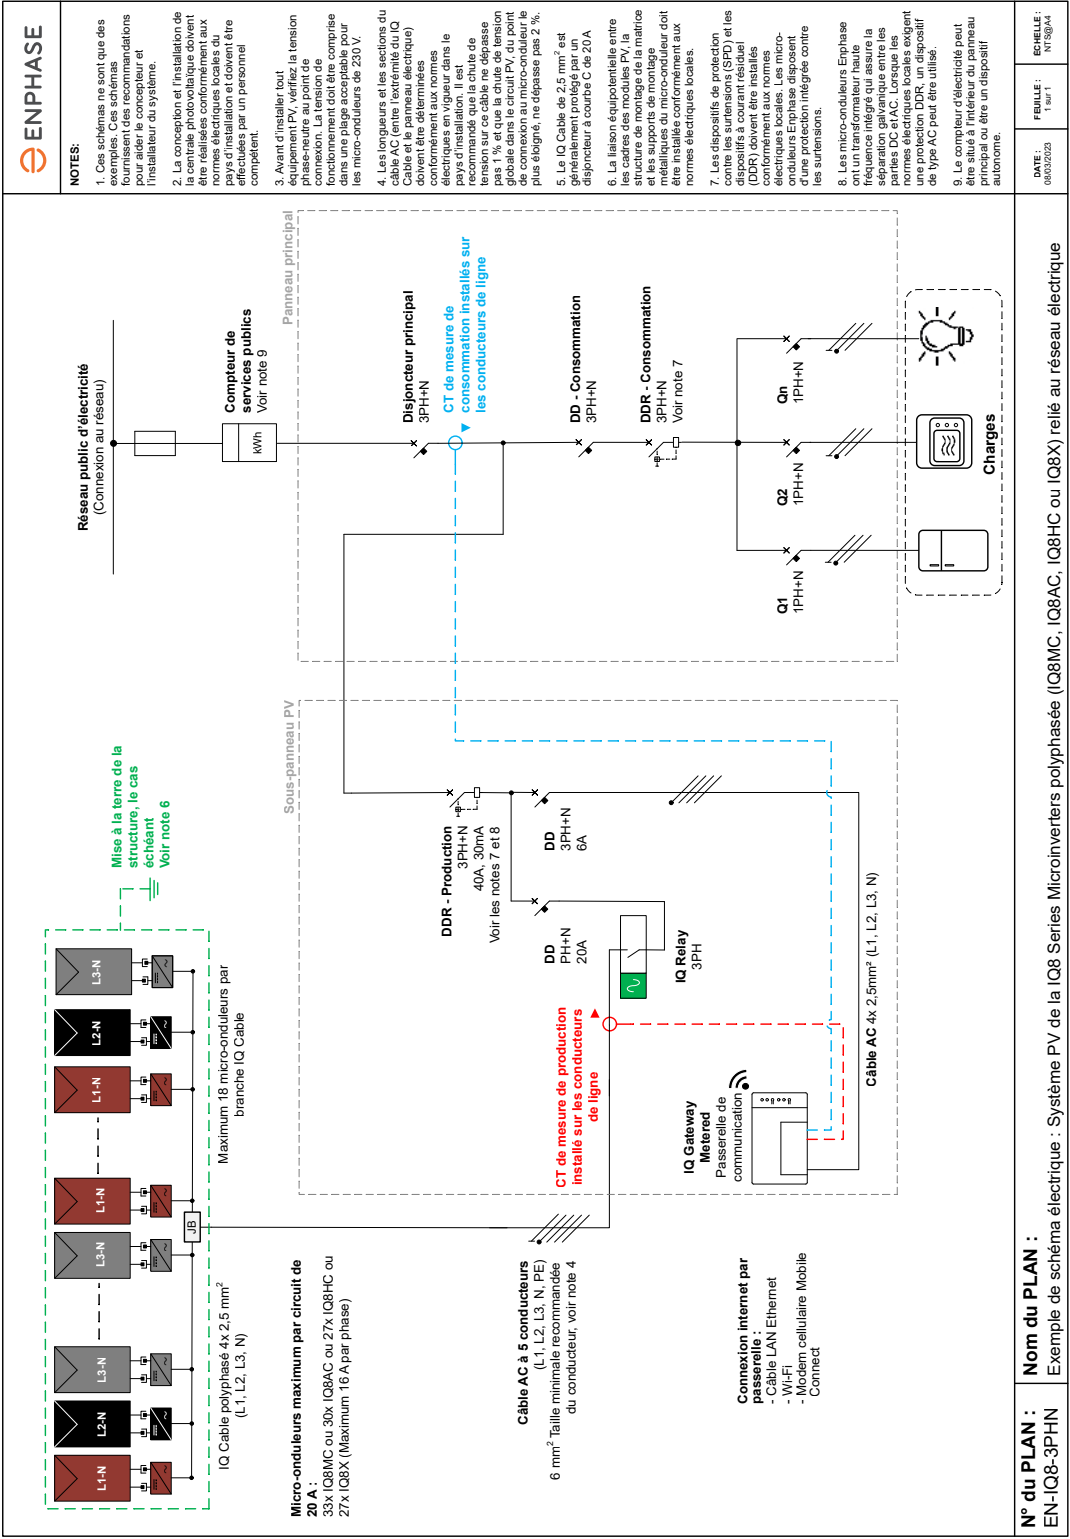 ENPHASE
NOTES:
1. Ces schémas ne sont que des
exemples. Ces schémas
fournissent des recommandations
pour aider le concepteur et
l'installateur du système.
2. La conception et l'installation de
la centrale photovoltaïque doivent
être réalisées conformément aux
normes électriques locales du
pays d'installation et doivent être
effectuées par un personnel
compétent.
3. Avant d'installer tout
équipement PV, vérifiez la tension
phase-neutre au point de
connexion. La tension de
fonctionnement doit être comprise
dans une plage acceptable pour
les micro-onduleurs de 230 V.
4. Les longueurs et les sections du
câble AC (entre l'extrémité du IQ
Cable et le panneau électrique)
doivent être déterminées
conformément aux normes
électriques en vigueur dans le
pays d'installation. Il est
recommandé que la chute de
tension sur ce câble ne dépasse
pas 1 % et que la chute de tension
globale dans le circuit PV, du point
de connexion au micro-onduleur le
plus éloigné, ne dépasse pas 2 %.
5. Le IQ Cable de 2,5 mm² est
généralement protégé par un
disjoncteur à courbe C de 20 A
6. La liaison équipotentielle entre
les cadres des modules PV, la
structure de montage de la matrice
et les supports de montage
métalliques du micro-onduleur doit
être installée conformément aux
normes électriques locales.
7. Les dispositifs de protection
contre les surtensions (SPD) et les
dispositifs à courant résiduel
(DDR) doivent être installés
conformément aux normes
électriques locales. Les micro-
onduleurs Enphase disposent
d'une protection intégrée contre
les surtensions.
8. Les micro-onduleurs Enphase
ont un transformateur haute
fréquence intégré qui assure la
séparation galvanique entre les
parties DC et AC. Lorsque les
normes électriques locales exigent
une protection DDR, un dispositif
de type AC peut être utilisé.
9. Le compteur d'électricité peut
être situé à l'intérieur du panneau
principal ou être un dispositif
autonome.
DATE :
08/03/2023
FEUILLE :
1 sur 1
ECHELLE :
NTS@A4
Réseau public d'électricité
(Connexion au réseau)
kWh
Compteur de
services publics
Voir note 9
Panneau principal
Disjoncteur principal
3PH+N
CT de mesure de
consommation installés sur
les conducteurs de ligne
DD - Consommation
3PH+N
DDR - Consommation
3PH+N
Voir note 7
Q1
1PH+N
Q2
1PH+N
Qn
1PH+N
Charges
Mise à la terre de la
structure, le cas
échéant
Voir note 6
Sous-panneau PV
DDR - Production
3PH+N
40A, 30mA
Voir les notes 7 et 8
DD
PH+N
20A
DD
3PH+N
6A
IQ Relay
3PH
CT de mesure de production
installé sur les conducteurs
de ligne
IQ Gateway
Metered
Passerelle de
communication
Câble AC 4x 2,5mm² (L1, L2, L3, N)
L1-N
L2-N
L3-N
L3-N
L1-N
L1-N
L2-N
L3-N
JB
IQ Cable polyphasé 4x 2,5 mm²
(L1, L2, L3, N)
Maximum 18 micro-onduleurs par
branche IQ Cable
Micro-onduleurs maximum par circuit de
20 A :
33x IQ8MC ou 30x IQ8AC ou 27x IQ8HC ou
27x IQ8X (Maximum 16 A par phase)
Câble AC à 5 conducteurs
(L1, L2, L3, N, PE)
6 mm² Taille minimale recommandée
du conducteur, voir note 4
Connexion internet par
passerelle :
- Câble LAN Ethernet
- Wi-Fi
- Modem cellulaire Mobile
Connect
N° du PLAN :
EN-IQ8-3PHN
Nom du PLAN :
Exemple de schéma électrique : Système PV de la IQ8 Series Microinverters polyphasée (IQ8MC, IQ8AC, IQ8HC ou IQ8X) relié au réseau électrique